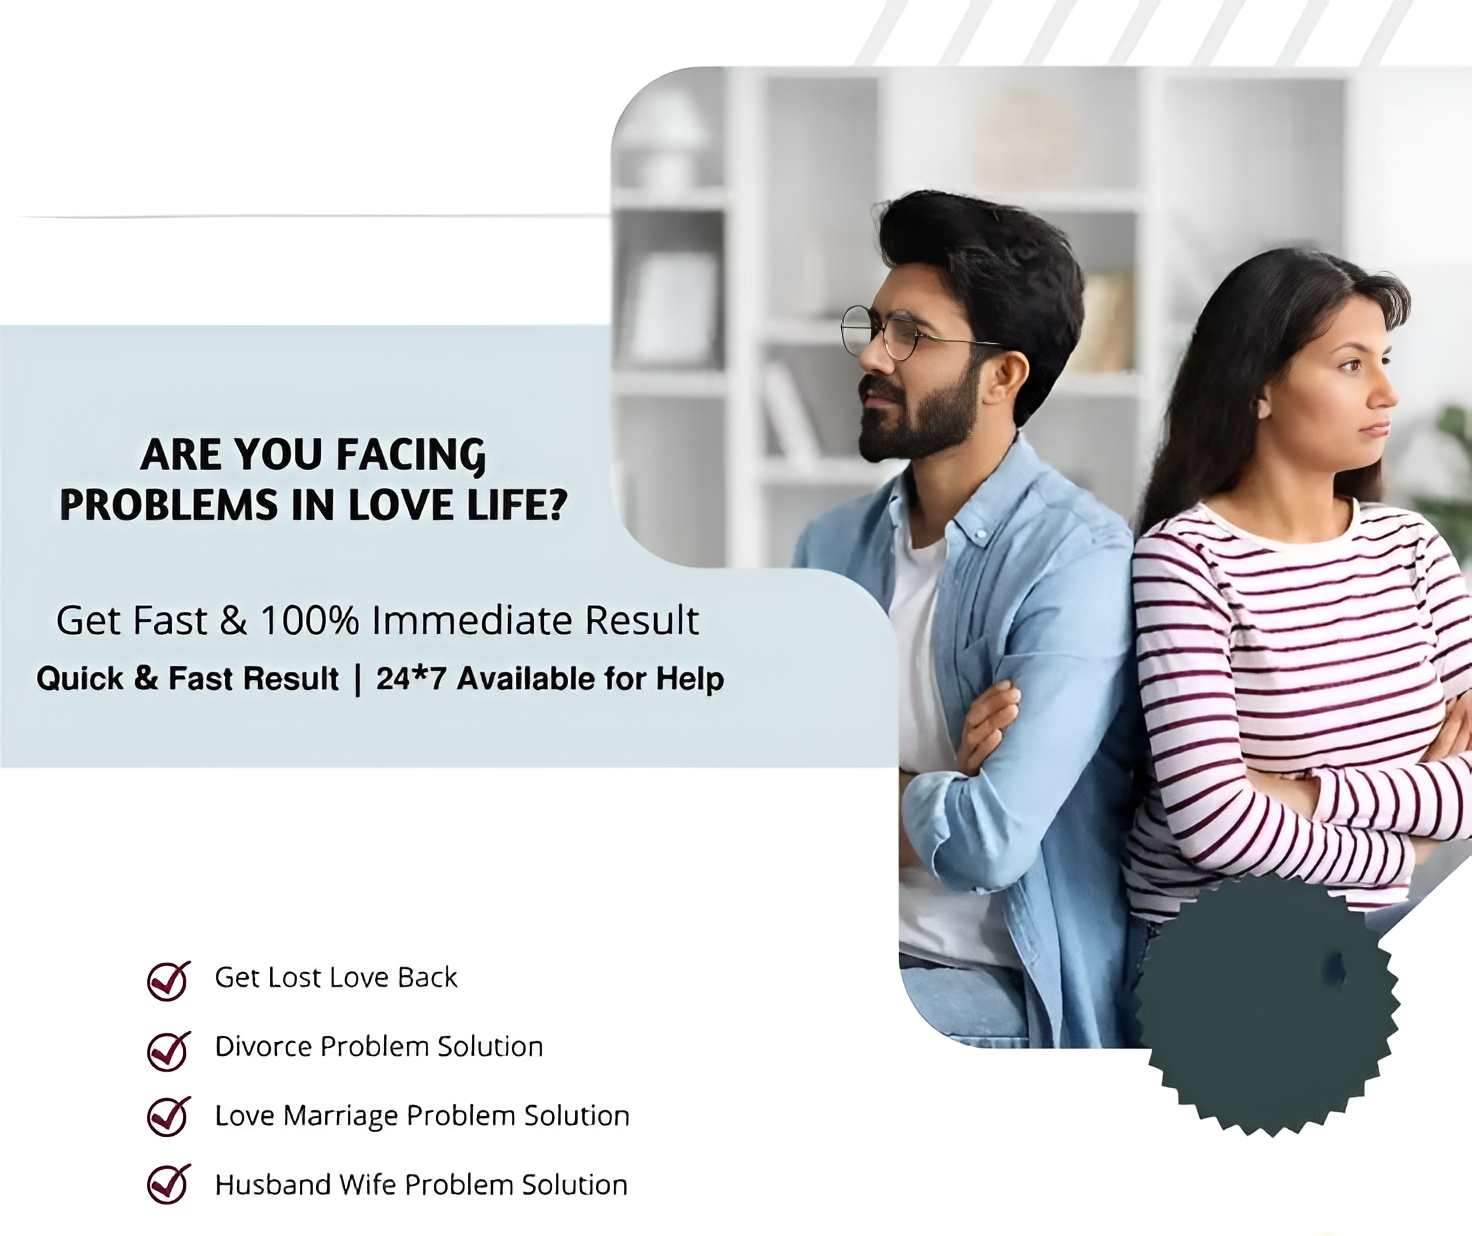 ARE YOU FACING
PROBLEMS IN LOVE LIFE?
Get Fast & 100% Immediate Result
Quick & Fast Result | 24*7 Available for Help
Get Lost Love Back
Divorce Problem Solution
Love Marriage Problem Solution
Husband Wife Problem Solution